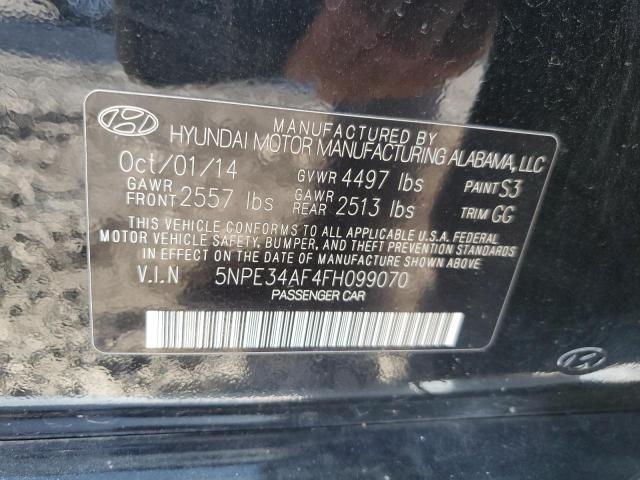 MANUFACTURED BY
HYUNDAI MOTOR MANUFACTURING ALABAMA, LLC
Oct/01/14 GVWR 4497 lbs PAINT S3
GAWR FRONT 2557 lbs GAWR REAR 2513 lbs TRIM GG
THIS VEHICLE CONFORMS TO ALL APPLICABLE U.S.A. FEDERAL
MOTOR VEHICLE SAFETY, BUMPER, AND THEFT PREVENTION STANDARDS
IN EFFECT ON THE DATE OF MANUFACTURE SHOWN ABOVE.
V.I.N 5NPE34AF4FH099070
PASSENGER CAR